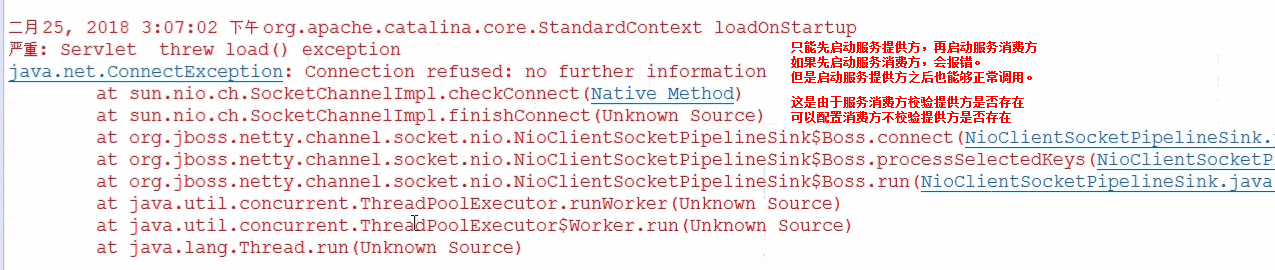 二月25, 2018 3:07:02 下午org.apache.catalina.core.StandardContext loadOnStartup
严重: Servlet  threw load() exception
java.net.ConnectException: Connection refused: no further information
at sun.nio.ch.SocketChannelImpl.checkConnect(Native Method)
at sun.nio.ch.SocketChannelImpl.finishConnect(Unknown Source)
at org.jboss.netty.channel.socket.nio.NioClientSocketPipelineSink$Boss.connect(NioClientSocketPipelineSink.
at org.jboss.netty.channel.socket.nio.NioClientSocketPipelineSink$Boss.processSelectedKeys(NioClientSocketP
at org.jboss.netty.channel.socket.nio.NioClientSocketPipelineSink$Boss.run(NioClientSocketPipelineSink.java
at java.util.concurrent.ThreadPoolExecutor.runWorker(Unknown Source)
at java.util.concurrent.ThreadPoolExecutor$Worker.run(Unknown Source)
at java.lang.Thread.run(Unknown Source)
只能先启动服务提供方，再启动服务消费方
如果先启动服务消费方，会报错。
但是启动服务提供方之后也能够正常调用。
这是由于服务消费方校验提供方是否存在
可以配置消费方不校验提供方是否存在